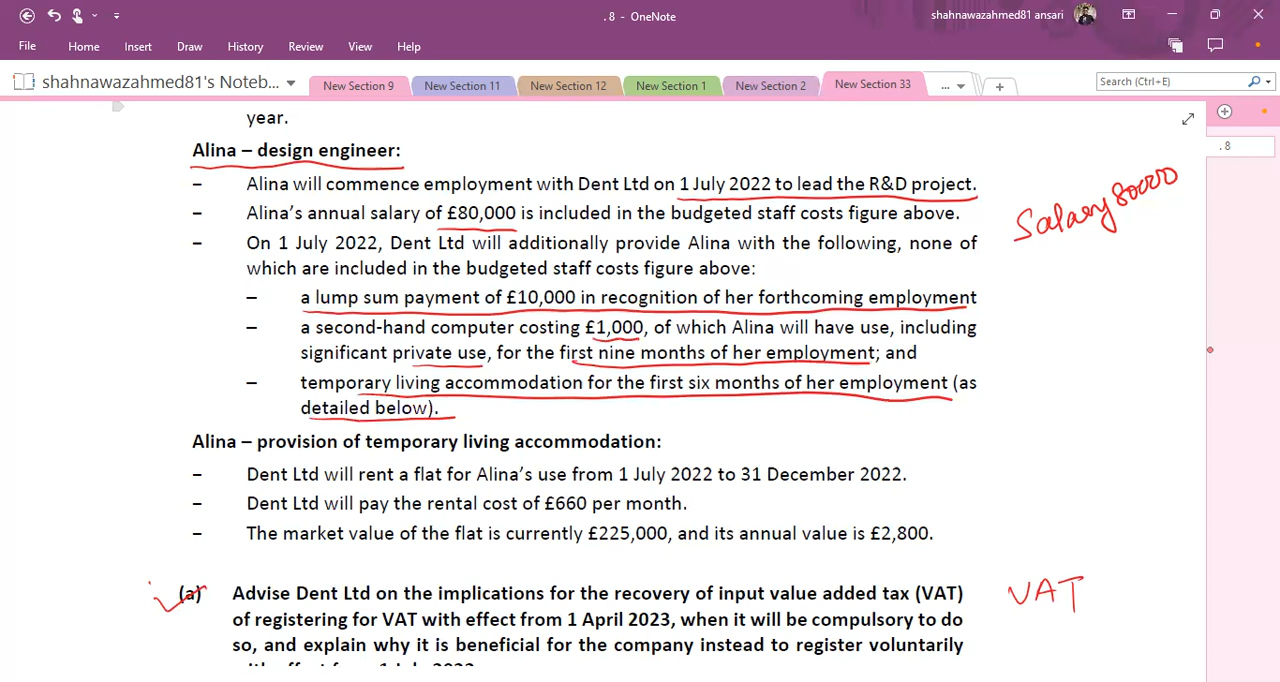 . 8 - OneNote
shahnawazahmed81 ansari
File Home Insert Draw History Review View Help
shahnawazahmed81's Noteb...
New Section 9 New Section 11 New Section 12 New Section 1 New Section 2 New Section 33 ...
Search (Ctrl+E)
. 8
year.
Alina – design engineer:
– Alina will commence employment with Dent Ltd on 1 July 2022 to lead the R&D project.
– Alina's annual salary of £80,000 is included in the budgeted staff costs figure above.
Salary 80000
– On 1 July 2022, Dent Ltd will additionally provide Alina with the following, none of
which are included in the budgeted staff costs figure above:
– a lump sum payment of £10,000 in recognition of her forthcoming employment
– a second-hand computer costing £1,000, of which Alina will have use, including
significant private use, for the first nine months of her employment; and
– temporary living accommodation for the first six months of her employment (as
detailed below).
Alina – provision of temporary living accommodation:
– Dent Ltd will rent a flat for Alina's use from 1 July 2022 to 31 December 2022.
– Dent Ltd will pay the rental cost of £660 per month.
– The market value of the flat is currently £225,000, and its annual value is £2,800.
(a) Advise Dent Ltd on the implications for the recovery of input value added tax (VAT)
VAT
of registering for VAT with effect from 1 April 2023, when it will be compulsory to do
so, and explain why it is beneficial for the company instead to register voluntarily
with effect from 1 July 2022